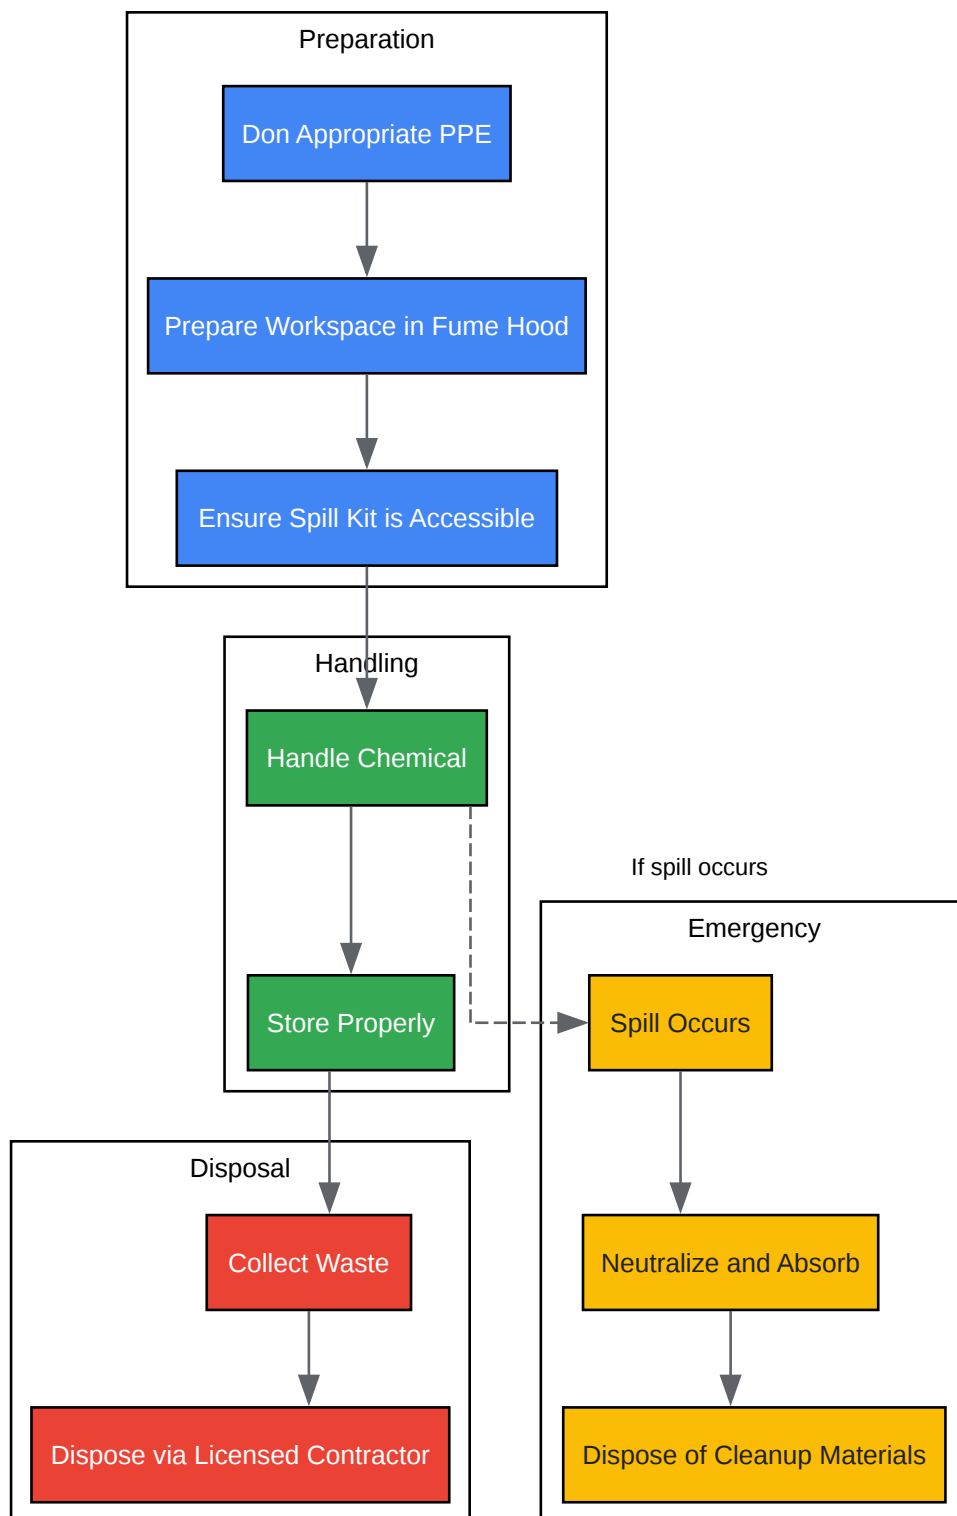 Preparation
Don Appropriate PPE
Prepare Workspace in Fume Hood
Ensure Spill Kit is Accessible
Handling
Handle Chemical
If spill occurs
Emergency
Store Properly
Spill Occurs
Disposal
Collect Waste
Neutralize and Absorb
Dispose via Licensed Contractor
Dispose of Cleanup Materials